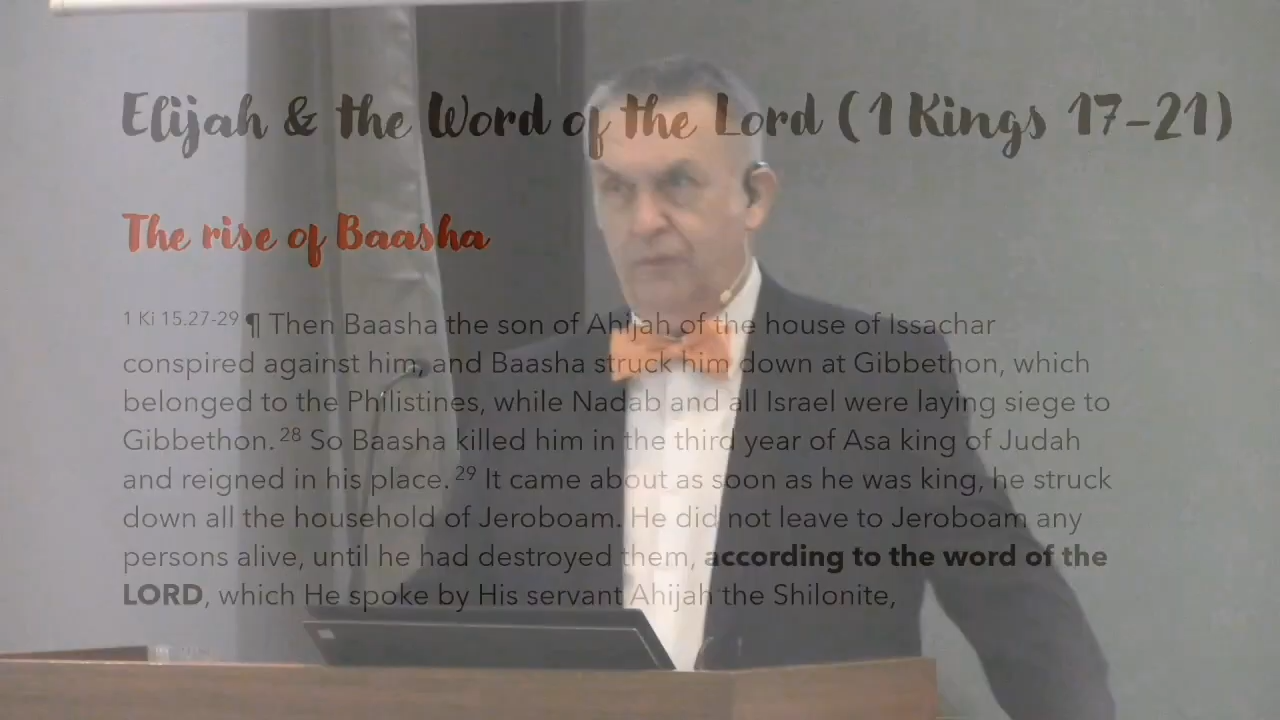 Elijah & the Word of the Lord (1 Kings 17-21)
The rise of Baasha
1 Ki 15.27-29 ¶ Then Baasha the son of Ahijah of the house of Issachar
conspired against him, and Baasha struck him down at Gibbethon, which
belonged to the Philistines, while Nadab and all Israel were laying siege to
Gibbethon. 28 So Baasha killed him in the third year of Asa king of Judah
and reigned in his place. 29 It came about as soon as he was king, he struck
down all the household of Jeroboam. He did not leave to Jeroboam any
persons alive, until he had destroyed them, according to the word of the
LORD, which He spoke by His servant Ahijah the Shilonite,